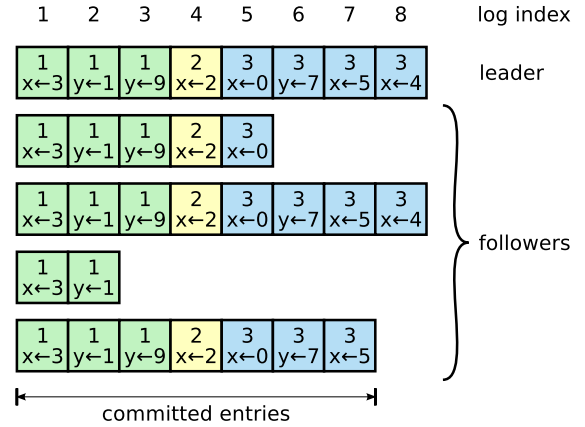 1 2 3 4 5 6 7 8 log index
1 1 1 2 3 3 3 3
x←3 y←1 y←9 x←2 x←0 y←7 x←5 x←4
leader
1 1 1 2 3
x←3 y←1 y←9 x←2 x←0
1 1 1 2 3 3 3 3
x←3 y←1 y←9 x←2 x←0 y←7 x←5 x←4
followers
1 1
x←3 y←1
1 1 1 2 3 3 3
x←3 y←1 y←9 x←2 x←0 y←7 x←5
committed entries